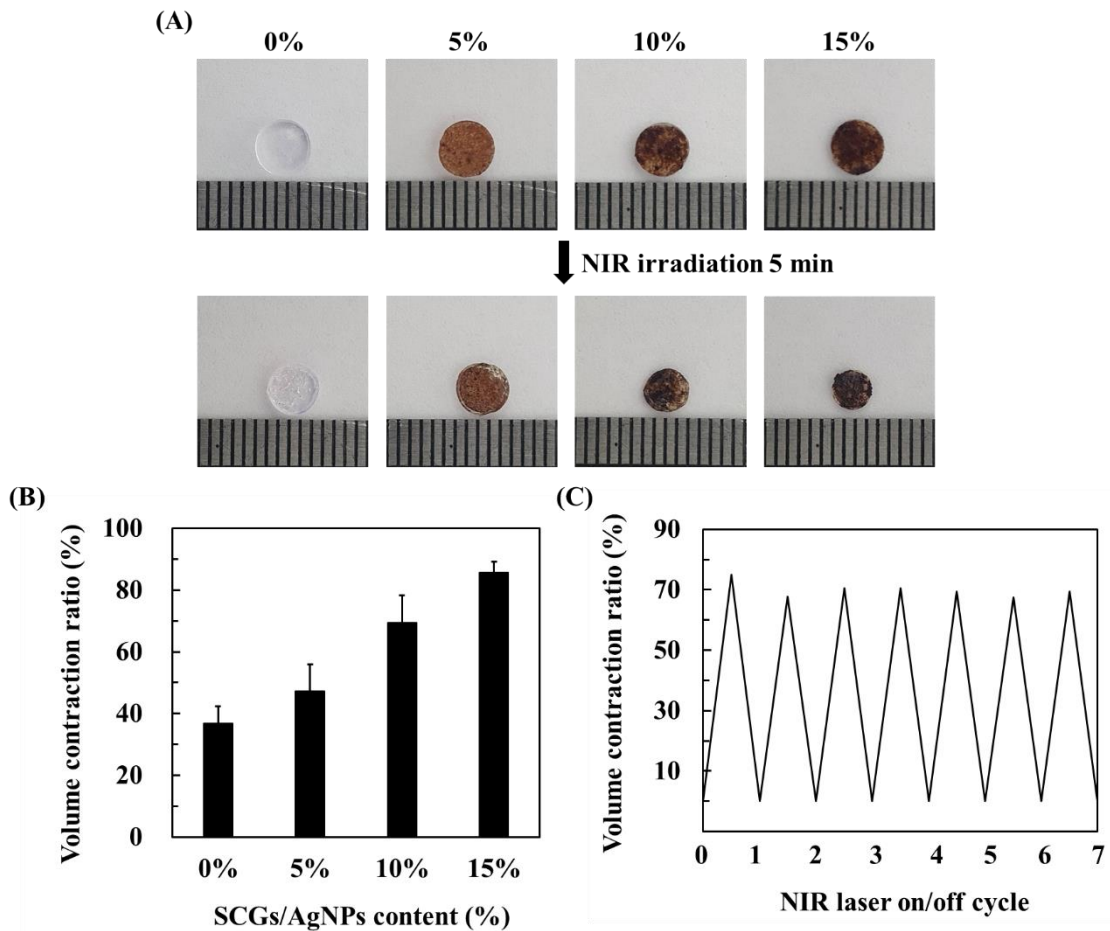 (A)
0% 5% 10% 15%
NIR irradiation 5 min
(B)
Volume contraction ratio (%)
100
80
60
40
20
0
0% 5% 10% 15%
SCGs/AgNPs content (%)
(C)
Volume contraction ratio (%)
90
70
50
30
10
0 1 2 3 4 5 6 7
NIR laser on/off cycle